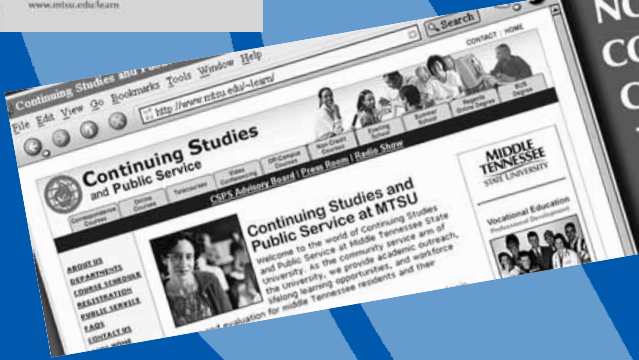 www.mtsu.edu/learn
NO
CO
C
Continuing Studies and Pu
Search
File Edit View Go Bookmarks Tools Window Help
http://www.mtsu.edu/~learn/
CONTACT | HOME
Continuing Studies
and Public Service
Correspondence Courses
Online Courses
Telecourses
Video Conferencing
Off-Campus Courses
Non-Credit Courses
Evening School
Summer School
Regents Online Degree
BUS Degree
CSPS Advisory Board | Press Room | Radio Show
MIDDLE
TENNESSEE
STATE UNIVERSITY
Vocational Education
Professional Development
Continuing Studies and
Public Service at MTSU
Welcome to the world of Continuing Studies
and Public Service at Middle Tennessee State
University. As the community service arm of
the University, we provide academic outreach,
lifelong learning opportunities, and workforce
and evaluation for middle Tennessee residents and their
ABOUT US
DEPARTMENTS
COURSE SCHEDULE
REGISTRATION
PUBLIC SERVICE
FAQS
CONTACT US
HOME